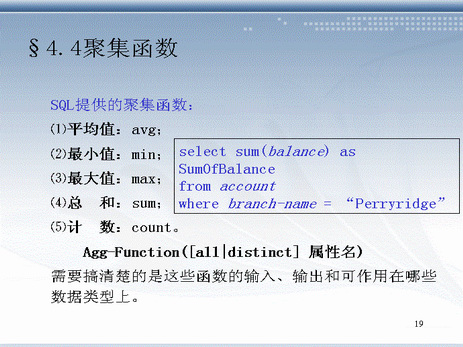 §4.4聚集函数
SQL提供的聚集函数：
⑴平均值：avg；
⑵最小值：min；
⑶最大值：max；
⑷总　和：sum；
⑸计　数：count。
select sum(balance) as
SumOfBalance
from account
where branch-name = “Perryridge”
Agg-Function([all|distinct] 属性名)
需要搞清楚的是这些函数的输入、输出和可作用在哪些
数据类型上。
19